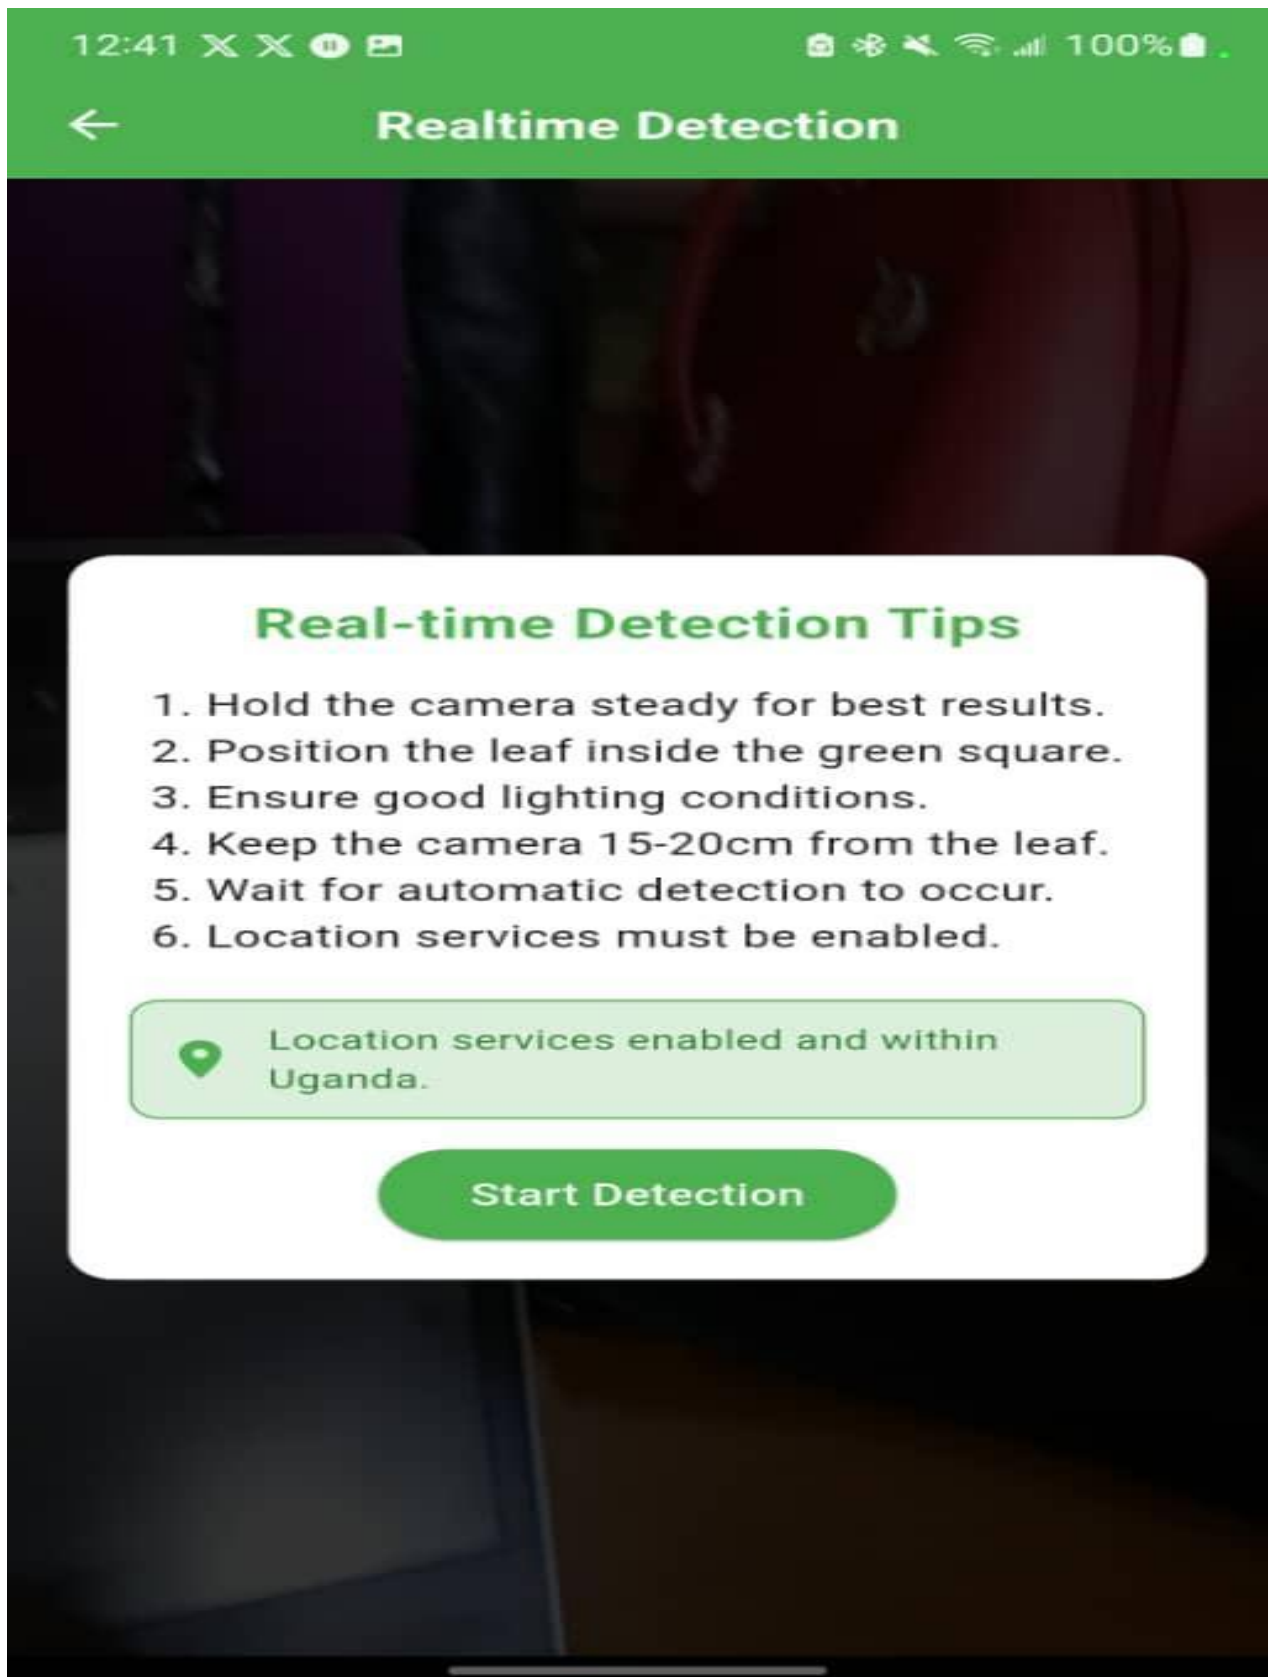 12:41
100%
Realtime Detection
Real-time Detection Tips
1. Hold the camera steady for best results.
2. Position the leaf inside the green square.
3. Ensure good lighting conditions.
4. Keep the camera 15-20cm from the leaf.
5. Wait for automatic detection to occur.
6. Location services must be enabled.
Location services enabled and within
Uganda.
Start Detection